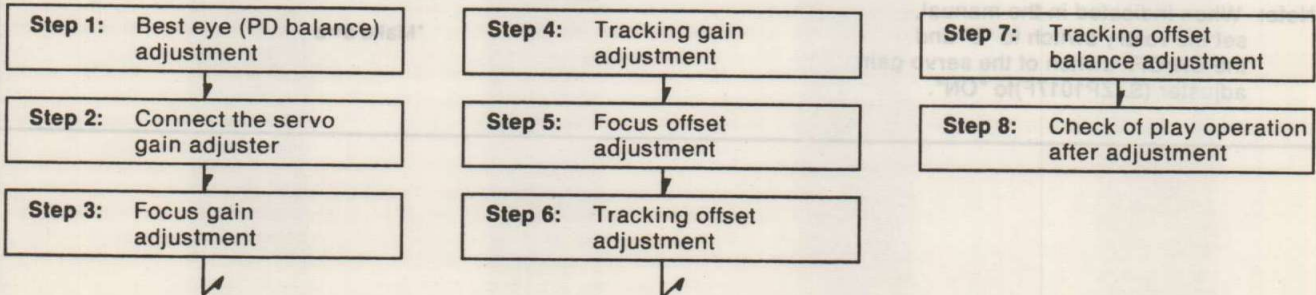 Step 1: Best eye (PD balance)
adjustment
Step 2: Connect the servo
gain adjuster
Step 3: Focus gain
adjustment
Step 4: Tracking gain
adjustment
Step 5: Focus offset
adjustment
Step 6: Tracking offset
adjustment
Step 7: Tracking offset
balance adjustment
Step 8: Check of play operation
after adjustment